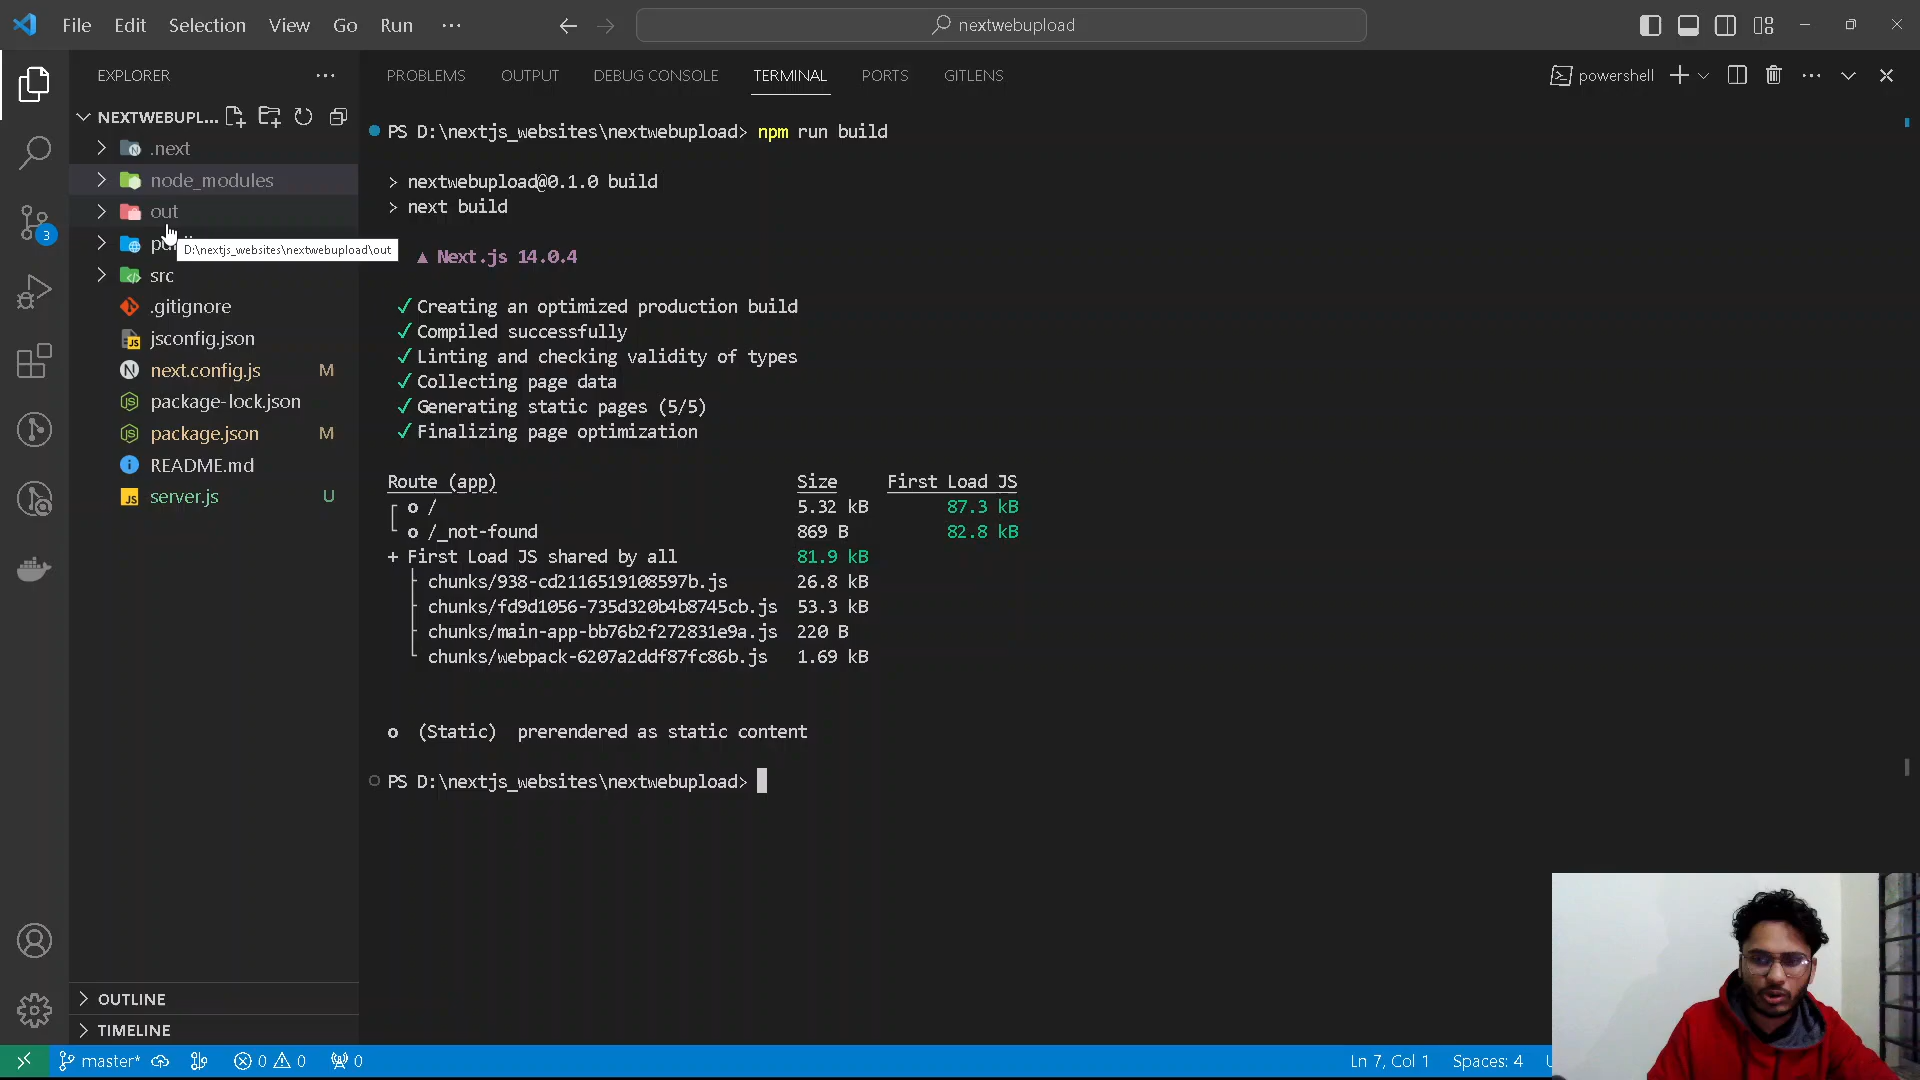 File Edit Selection View Go Run ···
nextwebupload
EXPLORER
NEXTWEBUPL...
.next
node_modules
out
D:\nextjs_websites\nextwebupload\out
src
.gitignore
jsconfig.json
next.config.js M
package-lock.json
package.json M
README.md
server.js U
3
OUTLINE
TIMELINE
PROBLEMS OUTPUT DEBUG CONSOLE TERMINAL PORTS GITLENS
powershell
PS D:\nextjs_websites\nextwebupload> npm run build
> nextwebupload@0.1.0 build
> next build
▲ Next.js 14.0.4
✓ Creating an optimized production build
✓ Compiled successfully
✓ Linting and checking validity of types
✓ Collecting page data
✓ Generating static pages (5/5)
✓ Finalizing page optimization
Route (app) Size First Load JS
┌ o / 5.32 kB 87.3 kB
└ o /_not-found 869 B 82.8 kB
+ First Load JS shared by all 81.9 kB
├ chunks/938-cd2116519108597b.js 26.8 kB
├ chunks/fd9d1056-735d320b4b8745cb.js 53.3 kB
├ chunks/main-app-bb76b2f272831e9a.js 220 B
└ chunks/webpack-6207a2ddf87fc86b.js 1.69 kB
o (Static) prerendered as static content
PS D:\nextjs_websites\nextwebupload>
master* 0 0 0 Ln 7, Col 1 Spaces: 4